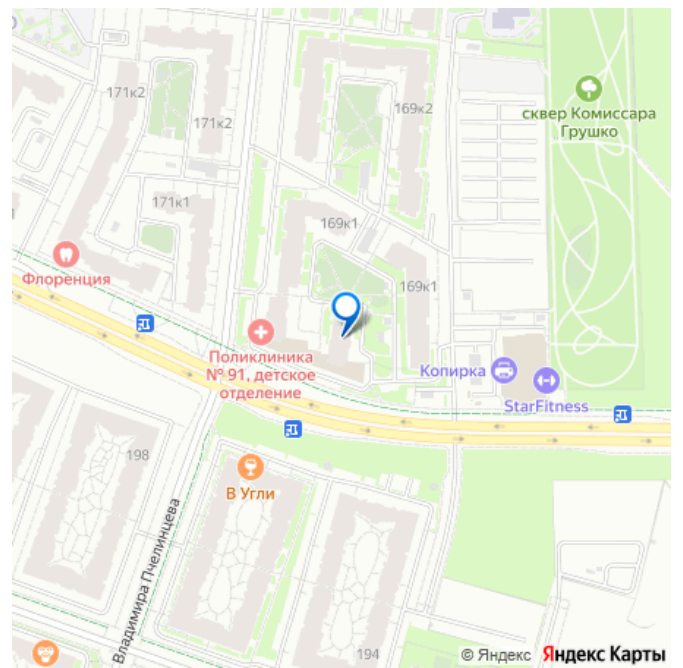 171к2
169к2
171к2
сквер Комиссара
Грушко
171к1
169к1
Флоренция
169к1
Поликлиника
№ 91, детское
отделение
Копирка
StarFitness
198
В Угли
Владимира Пчелинцева
194
© Яндекс Яндекс Карты